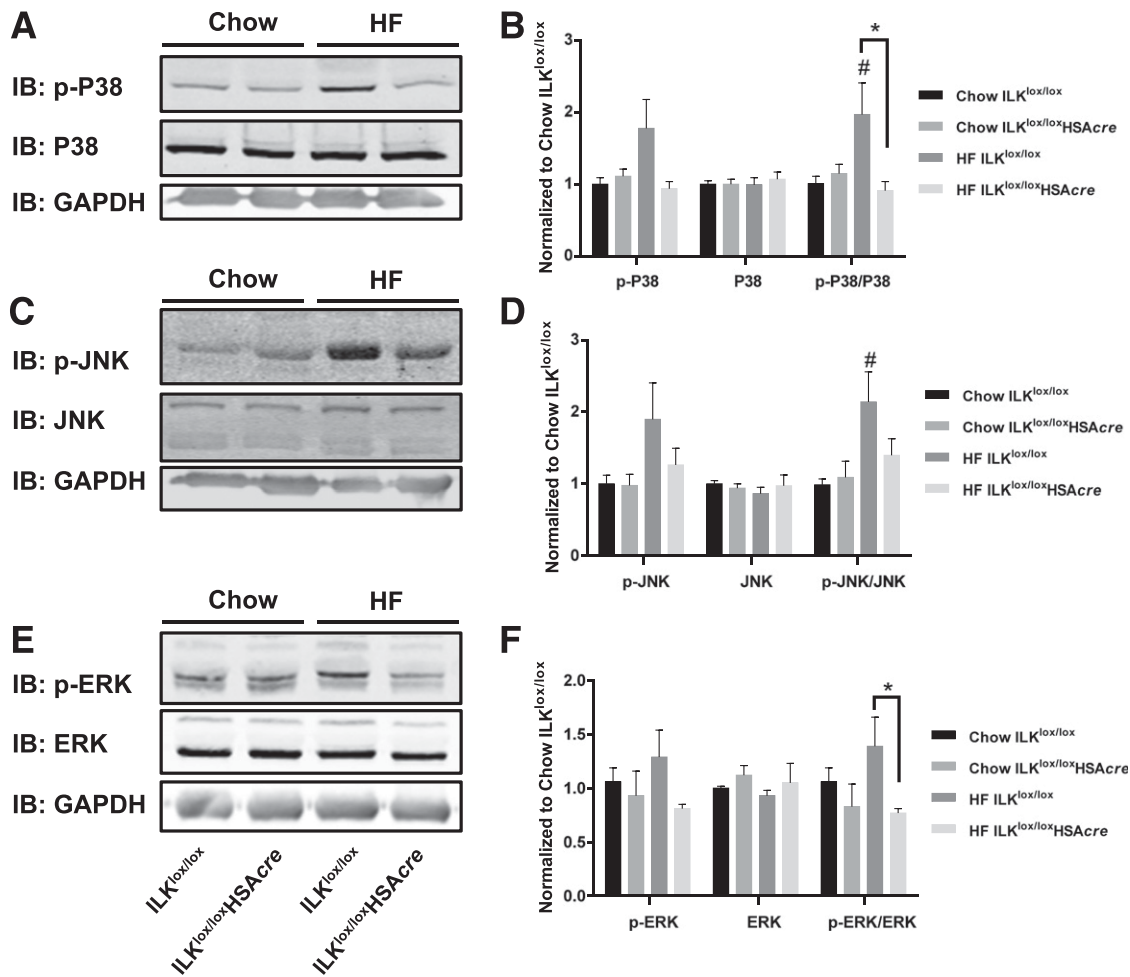 A
Chow HF
IB: p-P38
IB: P38
IB: GAPDH
B
Normalized to Chow ILKlox/lox
3
2
1
0
*
#
p-P38 P38 p-P38/P38
Chow ILKlox/lox
Chow ILKlox/loxHSAcre
HF ILKlox/lox
HF ILKlox/loxHSAcre
C
Chow HF
IB: p-JNK
IB: JNK
IB: GAPDH
D
Normalized to Chow ILKlox/lox
3
2
1
0
#
p-JNK JNK p-JNK/JNK
Chow ILKlox/lox
Chow ILKlox/loxHSAcre
HF ILKlox/lox
HF ILKlox/loxHSAcre
E
Chow HF
IB: p-ERK
IB: ERK
IB: GAPDH
ILKlox/lox
ILKlox/loxHSAcre
ILKlox/lox
ILKlox/loxHSAcre
F
Normalized to Chow ILKlox/lox
2.0
1.5
1.0
0.5
0.0
*
p-ERK ERK p-ERK/ERK
Chow ILKlox/lox
Chow ILKlox/loxHSAcre
HF ILKlox/lox
HF ILKlox/loxHSAcre